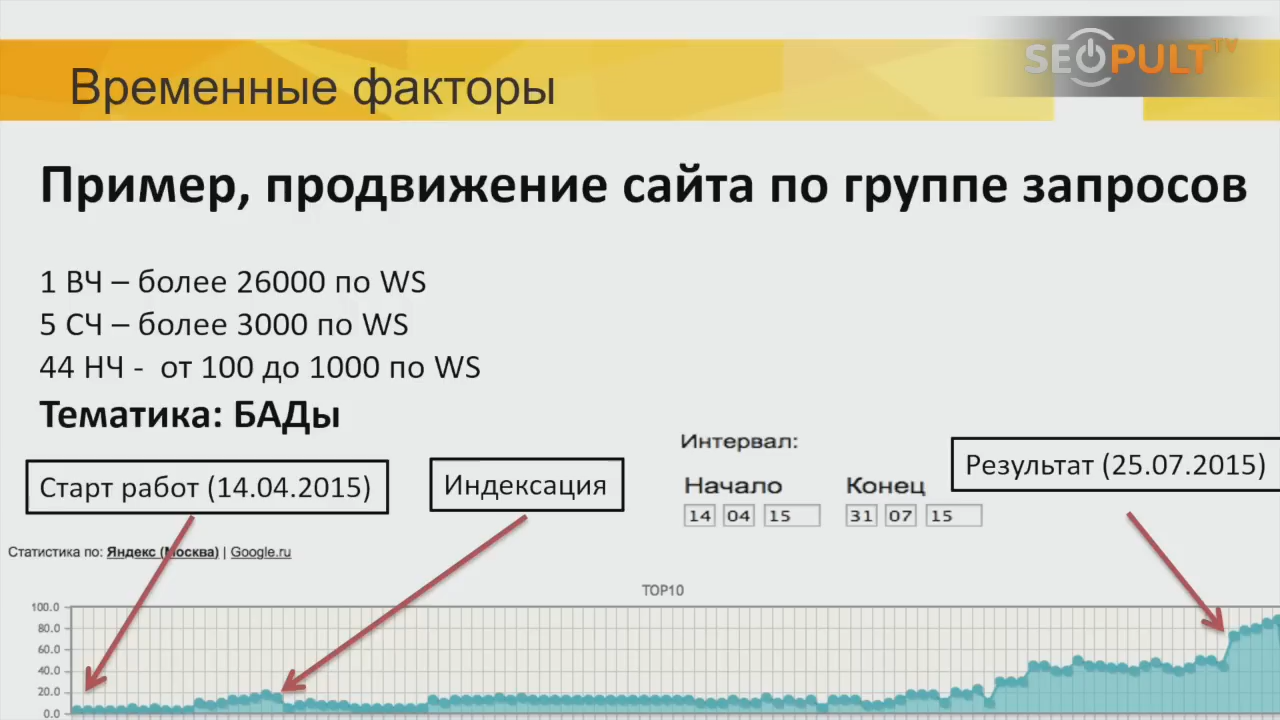 SEOPULT TV
Временные факторы
Пример, продвижение сайта по группе запросов
1 ВЧ – более 26000 по WS
5 СЧ – более 3000 по WS
44 НЧ - от 100 до 1000 по WS
Тематика: БАДы
Старт работ (14.04.2015)
Индексация
Интервал:
Начало Конец
14 04 15 31 07 15
Результат (25.07.2015)
Статистика по: Яндекс (Москва) | Google.ru
TOP10
100.0
80.0
60.0
40.0
20.0
0.0